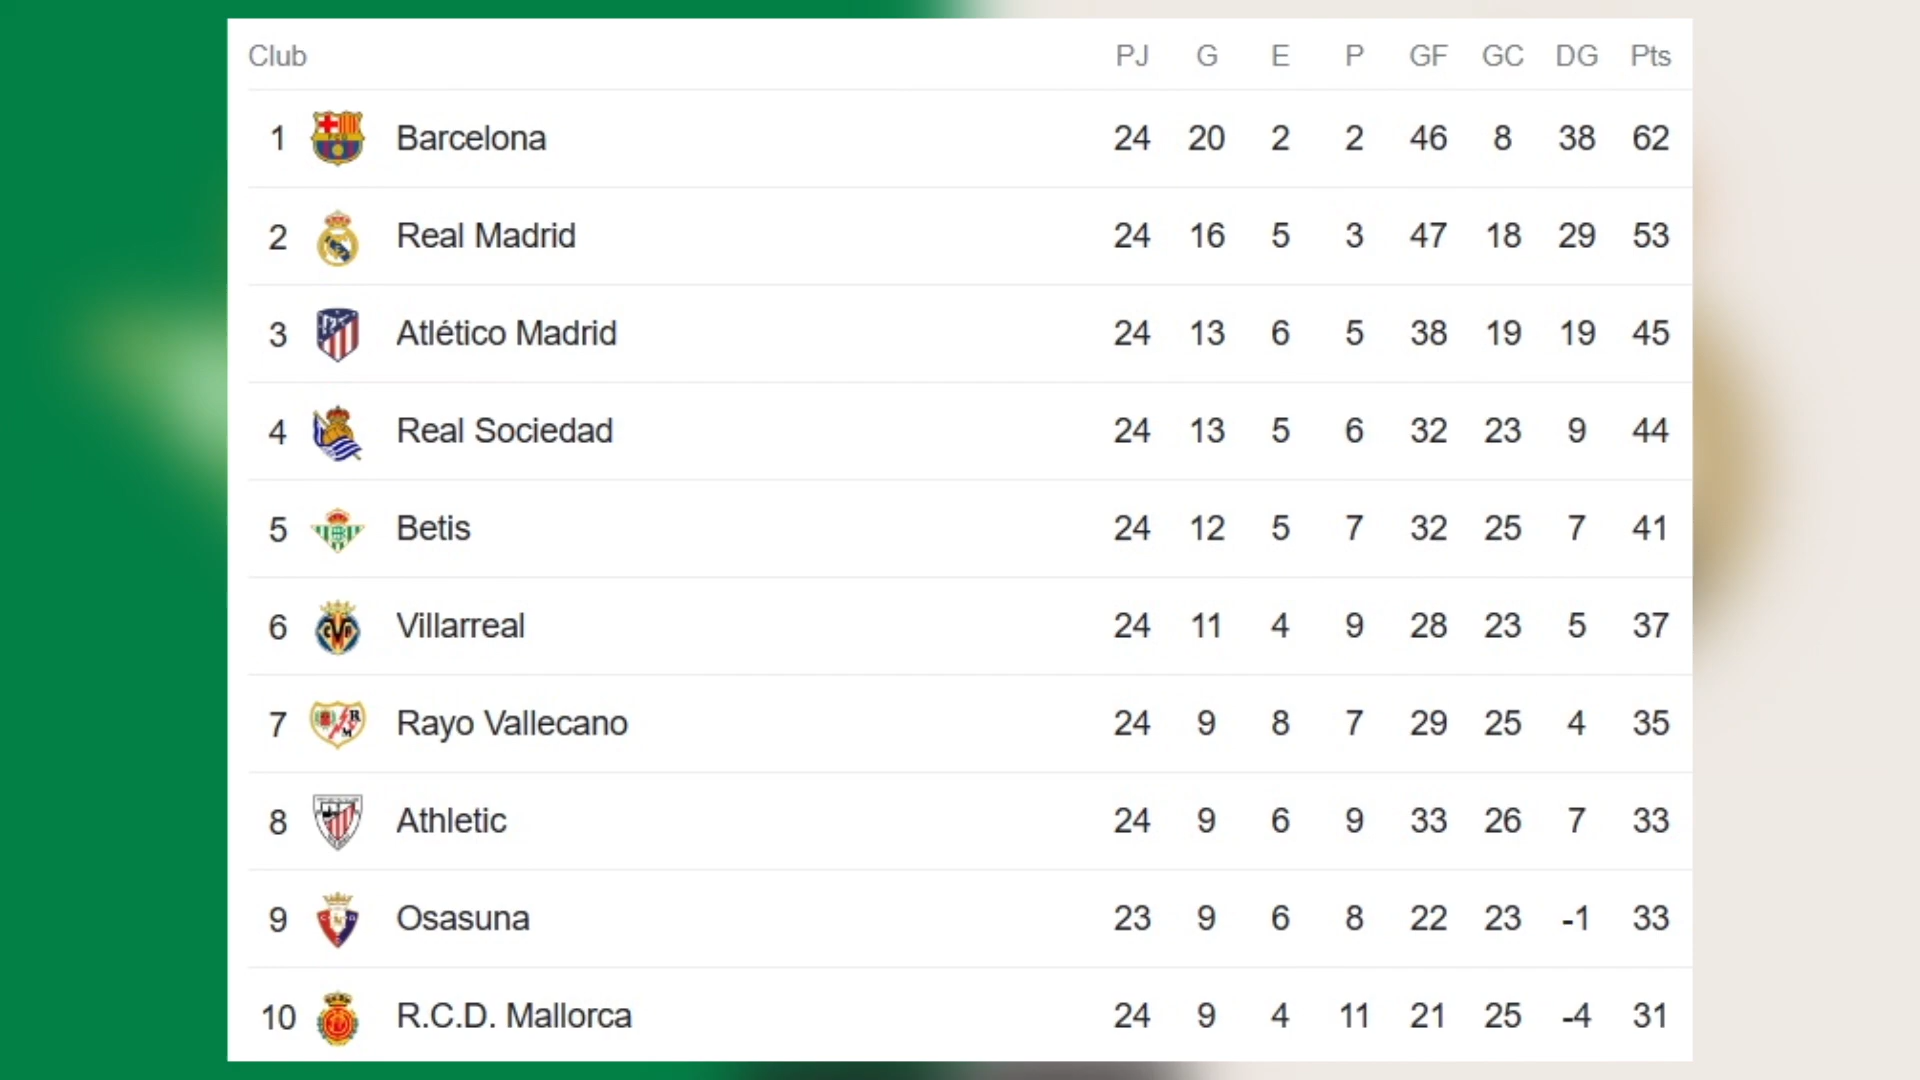 Club PJ G E P GF GC DG Pts
1 Barcelona 24 20 2 2 46 8 38 62
2 Real Madrid 24 16 5 3 47 18 29 53
3 Atlético Madrid 24 13 6 5 38 19 19 45
4 Real Sociedad 24 13 5 6 32 23 9 44
5 Betis 24 12 5 7 32 25 7 41
6 Villarreal 24 11 4 9 28 23 5 37
7 Rayo Vallecano 24 9 8 7 29 25 4 35
8 Athletic 24 9 6 9 33 26 7 33
9 Osasuna 23 9 6 8 22 23 -1 33
10 R.C.D. Mallorca 24 9 4 11 21 25 -4 31